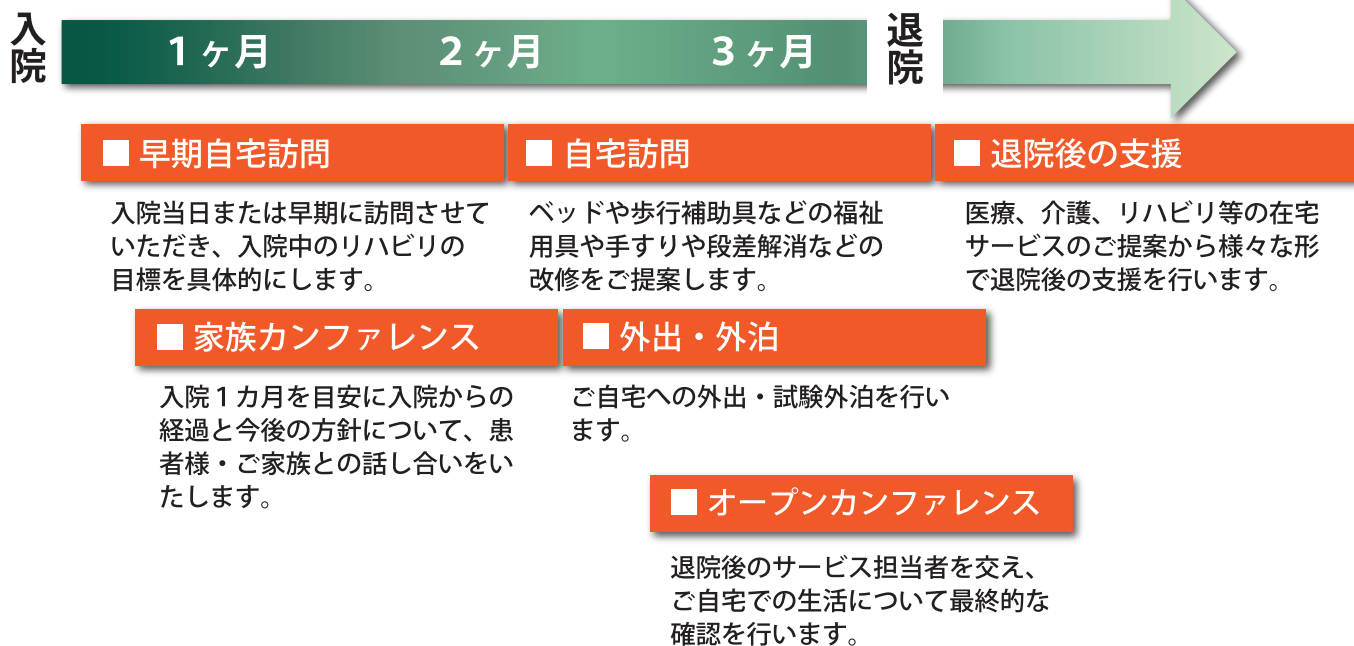 入院
1ヶ月
2ヶ月
3ヶ月
退院
■ 早期自宅訪問
入院当日または早期に訪問させて
いただき、入院中のリハビリの
目標を具体的にします。
■ 自宅訪問
ベッドや歩行補助具などの福祉
用具や手すりや段差解消などの
改修をご提案します。
■ 退院後の支援
医療、介護、リハビリ等の在宅
サービスのご提案から様々な形
で退院後の支援を行います。
■ 家族カンファレンス
入院1カ月を目安に入院からの
経過と今後の方針について、患
者様・ご家族との話し合いをい
たします。
■ 外出・外泊
ご自宅への外出・試験外泊を行い
ます。
■ オープンカンファレンス
退院後のサービス担当者を交え、
ご自宅での生活について最終的な
確認を行います。